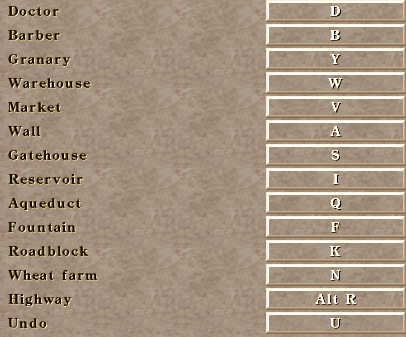 Doctor D
Barber B
Granary Y
Warehouse W
Market V
Wall A
Gatehouse S
Reservoir I
Aqueduct Q
Fountain F
Roadblock K
Wheat farm N
Highway Alt R
Undo U